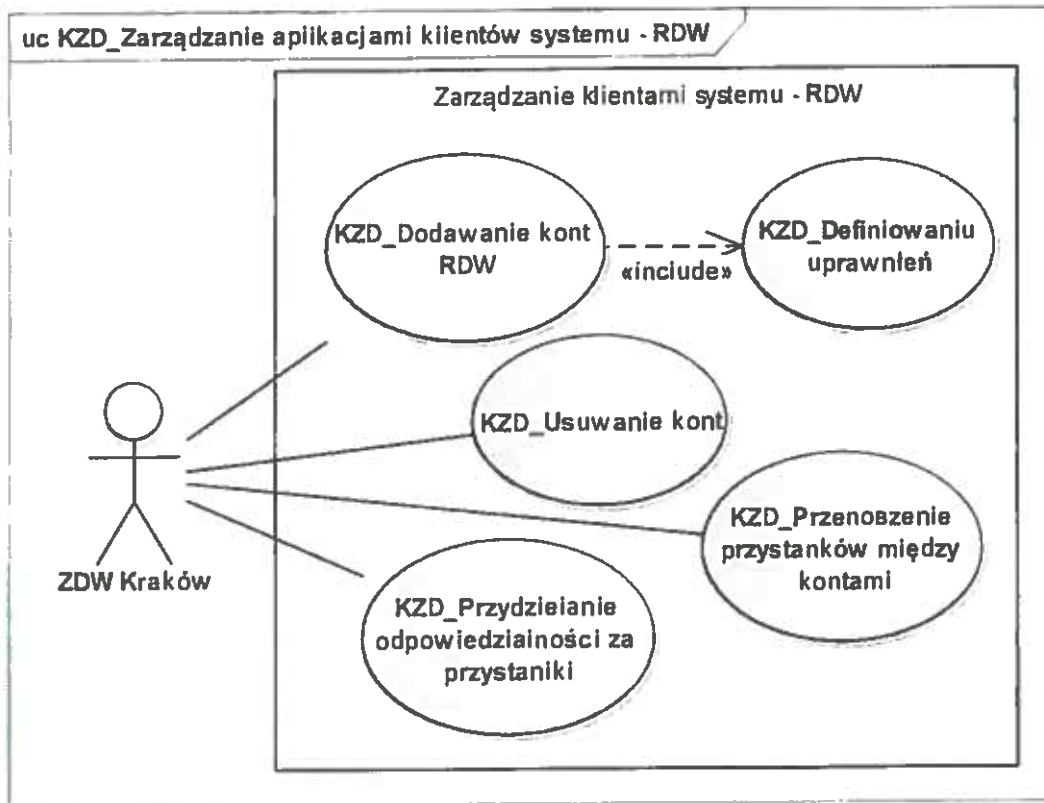 uc KZD_Zarządzanie aplikacjami klientów systemu - RDW
Zarządzanie klientami systemu - RDW
KZD_Dodawanie kont
RDW
«include»
KZD_Definiowaniu
uprawnień
KZD_Usuwanie kont
KZD_Przenoszenie
przystanków między
kontami
ZDW Kraków
KZD_Przydzielanie
odpowiedzialności za
przystaniki